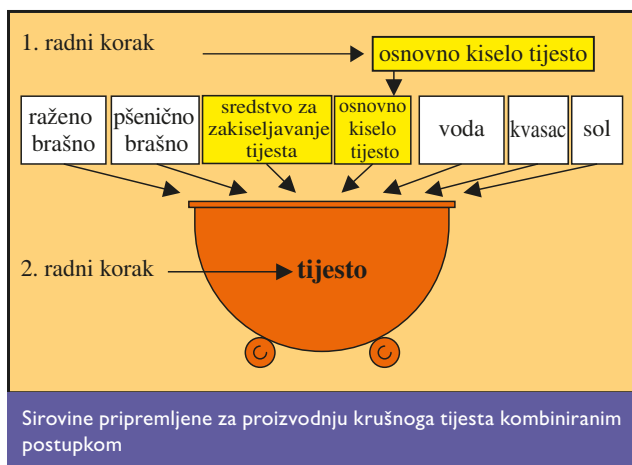 1. radni korak
osnovno kiselo tijesto
raženo
brašno
pšenično
brašno
sredstvo za
zakiseljavanje
tijesta
osnovno
kiselo
tijesto
voda
kvasac
sol
2. radni korak
tijesto
Sirovine pripremljene za proizvodnju krušnoga tijesta kombiniranim
postupkom